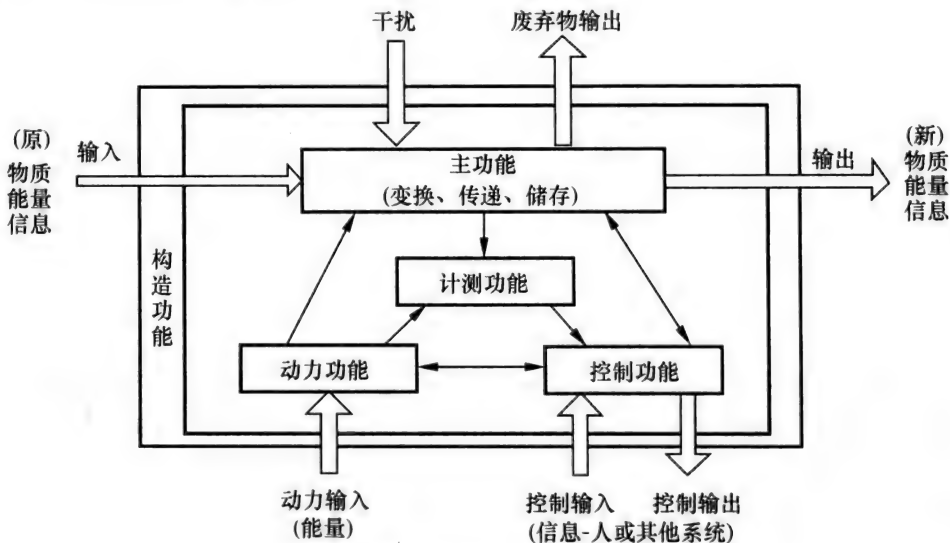 干扰
废弃物输出
(原)
物质
能量
信息
输入
主功能
(变换、传递、储存)
输出
(新)
物质
能量
信息
构造功能
计测功能
动力功能
控制功能
动力输入
(能量)
控制输入
控制输出
(信息-人或其他系统)